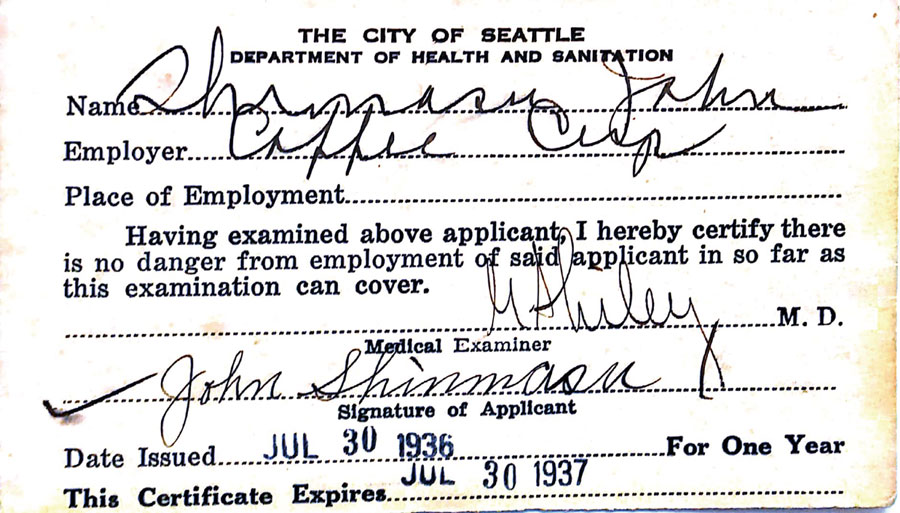 THE CITY OF SEATTLE
DEPARTMENT OF HEALTH AND SANITATION
Name Shinmasu John
Employer Coffee Cup
Place of Employment
Having examined above applicant, I hereby certify there
is no danger from employment of said applicant in so far as
this examination can cover.
M. D.
Medical Examiner
John Shinmasu
Signature of Applicant
Date Issued JUL 30 1936 For One Year
This Certificate Expires JUL 30 1937